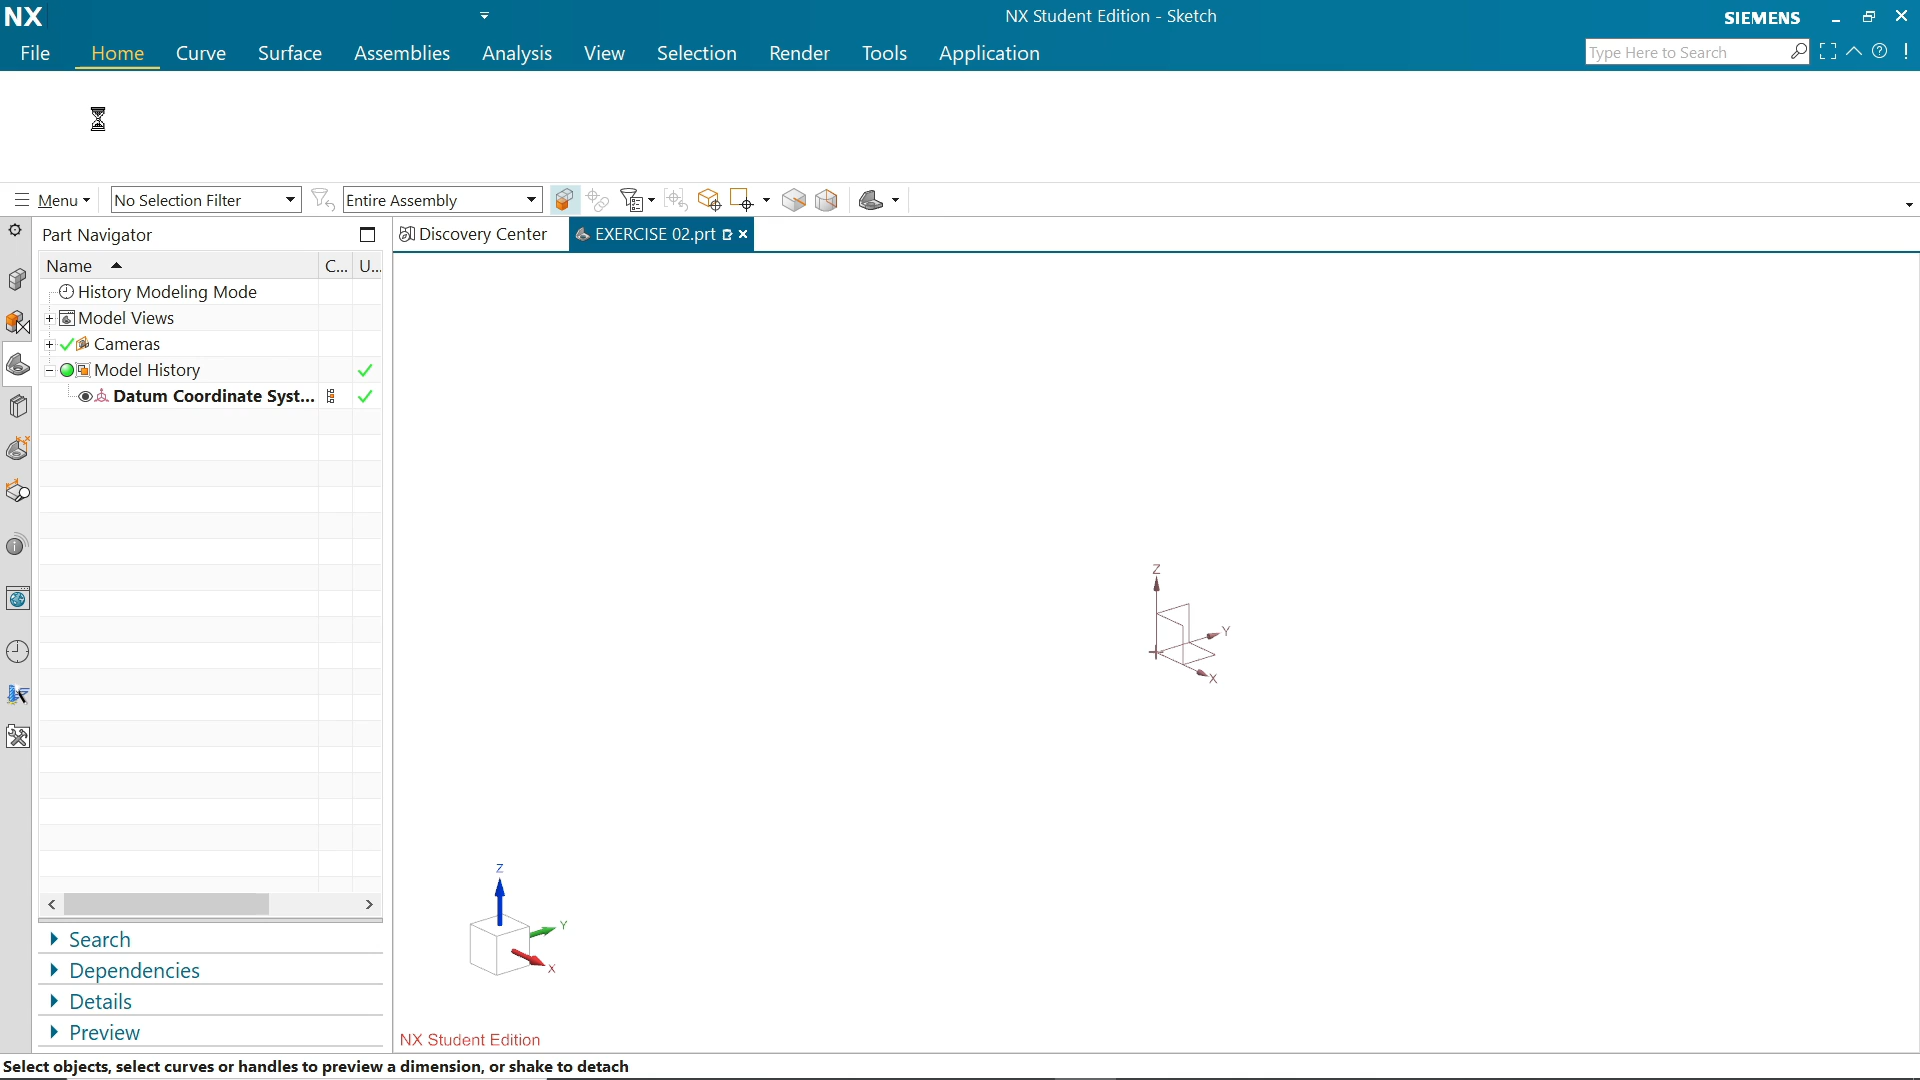 NX
NX Student Edition - Sketch
SIEMENS
File Home Curve Surface Assemblies Analysis View Selection Render Tools Application
Type Here to Search
Menu
No Selection Filter
Entire Assembly
Part Navigator
Discovery Center
EXERCISE 02.prt
Name C... U...
History Modeling Mode
Model Views
Cameras
Model History
Datum Coordinate Syst...
Z
Y
X
Z
Y
X
Search
Dependencies
Details
Preview
NX Student Edition
Select objects, select curves or handles to preview a dimension, or shake to detach